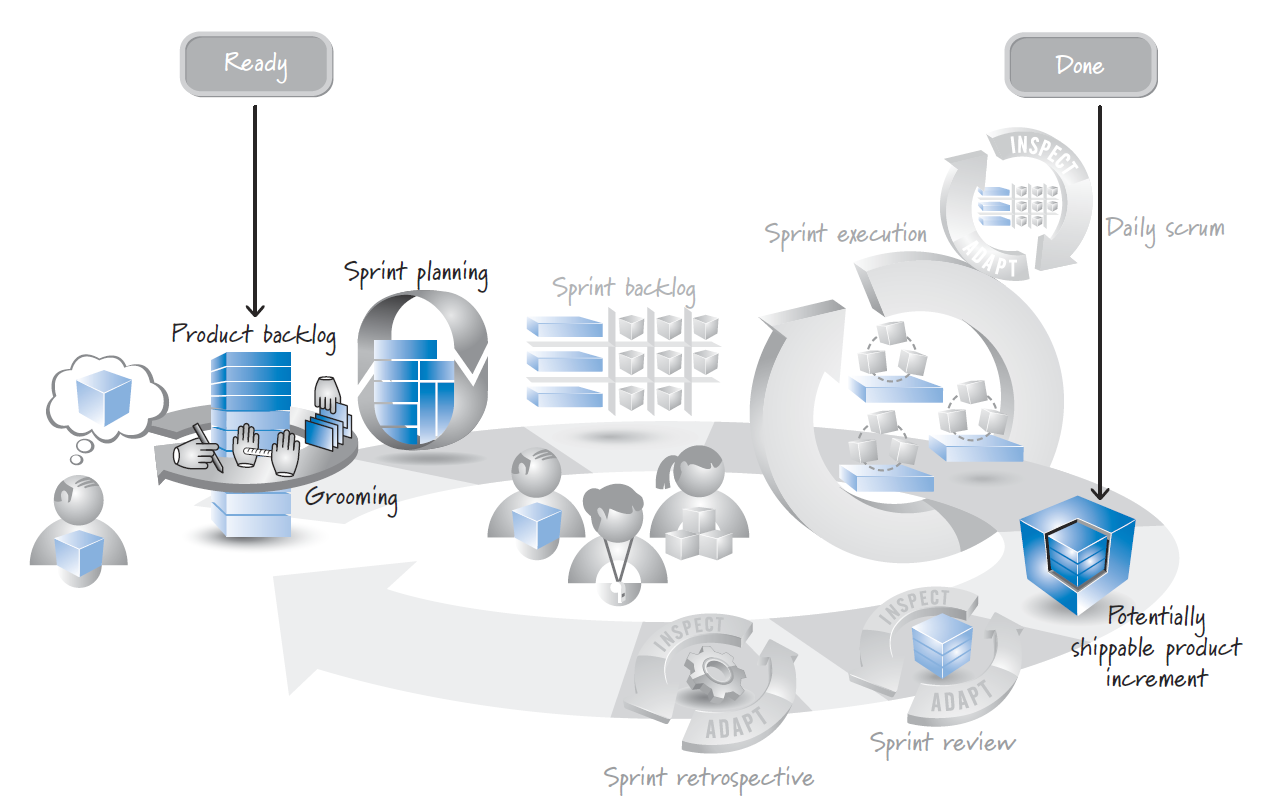 Ready
Done
INSPECT
ADAPT
Daily scrum
Sprint execution
Sprint planning
Sprint backlog
Product backlog
Grooming
Potentially
shippable product
increment
INSPECT
ADAPT
Sprint review
INSPECT
ADAPT
Sprint retrospective